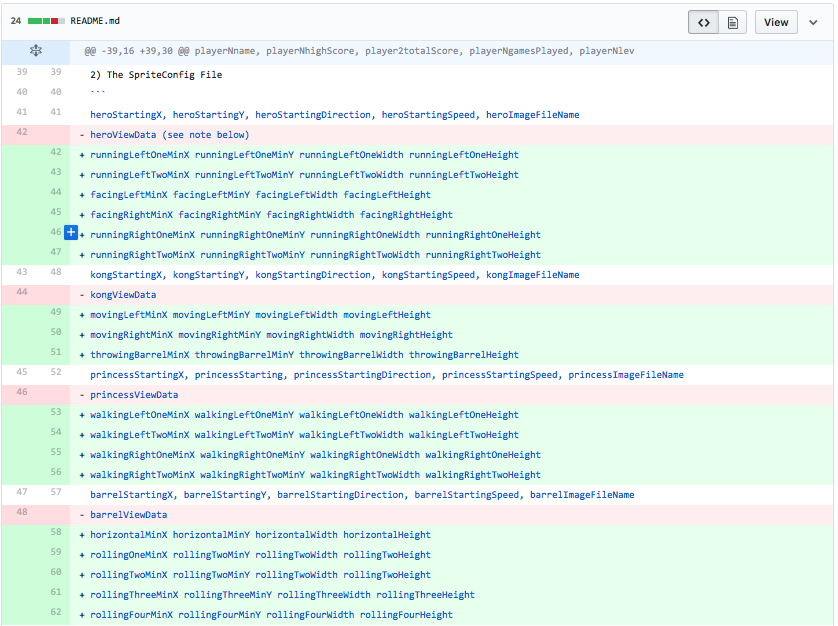 24 README.md <> View
@@ -39,16 +39,30 @@ playerNname, playerNhighScore, player2totalScore, playerNgamesPlayed, playerNlev
39 39 2) The SpriteConfig File
40 40 ```
41 41 heroStartingX, heroStartingY, heroStartingDirection, heroStartingSpeed, heroImageFileName
42 - heroViewData (see note below)
42 + runningLeftOneMinX runningLeftOneMinY runningLeftOneWidth runningLeftOneHeight
43 + runningLeftTwoMinX runningLeftTwoMinY runningLeftTwoWidth runningLeftTwoHeight
44 + facingLeftMinX facingLeftMinY facingLeftWidth facingLeftHeight
45 + facingRightMinX facingRightMinY facingRightWidth facingRightHeight
46 + runningRightOneMinX runningRightOneMinY runningRightOneWidth runningRightOneHeight
47 + runningRightTwoMinX runningRightTwoMinY runningRightTwoWidth runningRightTwoHeight
43 48 kongStartingX, kongStartingY, kongStartingDirection, kongStartingSpeed, kongImageFileName
44 - kongViewData
49 + movingLeftMinX movingLeftMinY movingLeftWidth movingLeftHeight
50 + movingRightMinX movingRightMinY movingRightWidth movingRightHeight
51 + throwingBarrelMinX throwingBarrelMinY throwingBarrelWidth throwingBarrelHeight
45 52 princessStartingX, princessStarting, princessStartingDirection, princessStartingSpeed, princessImageFileName
46 - princessViewData
53 + walkingLeftOneMinX walkingLeftOneMinY walkingLeftOneWidth walkingLeftOneHeight
54 + walkingLeftTwoMinX walkingLeftTwoMinY walkingLeftTwoWidth walkingLeftTwoHeight
55 + walkingRightOneMinX walkingRightOneMinY walkingRightOneWidth walkingRightOneHeight
56 + walkingRightTwoMinX walkingRightTwoMinY walkingRightTwoWidth walkingRightTwoHeight
47 57 barrelStartingX, barrelStartingY, barrelStartingDirection, barrelStartingSpeed, barrelImageFileName
48 - barrelViewData
58 + horizontalMinX horizontalMinY horizontalWidth horizontalHeight
59 + rollingOneMinX rollingTwoMinY rollingTwoWidth rollingTwoHeight
60 + rollingTwoMinX rollingTwoMinY rollingTwoWidth rollingTwoHeight
61 + rollingThreeMinX rollingThreeMinY rollingThreeWidth rollingThreeHeight
62 + rollingFourMinX rollingFourMinY rollingFourWidth rollingFourHeight